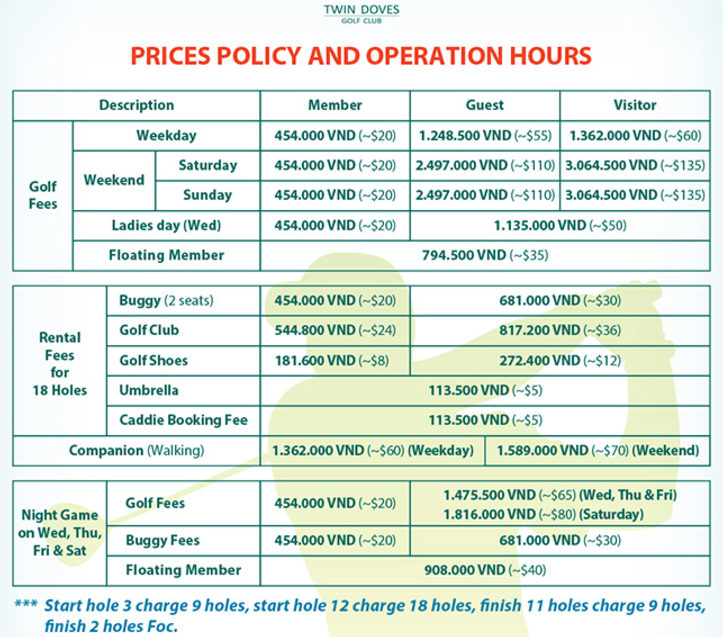 TWIN DOVES
GOLF CLUB
PRICES POLICY AND OPERATION HOURS
Description Member Guest Visitor
Golf Fees
Weekday 454.000 VND (~$20) 1.248.500 VND (~$55) 1.362.000 VND (~$60)
Weekend
Saturday 454.000 VND (~$20) 2.497.000 VND (~$110) 3.064.500 VND (~$135)
Sunday 454.000 VND (~$20) 2.497.000 VND (~$110) 3.064.500 VND (~$135)
Ladies day (Wed) 454.000 VND (~$20) 1.135.000 VND (~$50)
Floating Member 794.500 VND (~$35)
Rental
Fees
for
18 Holes
Buggy (2 seats) 454.000 VND (~$20) 681.000 VND (~$30)
Golf Club 544.800 VND (~$24) 817.200 VND (~$36)
Golf Shoes 181.600 VND (~$8) 272.400 VND (~$12)
Umbrella 113.500 VND (~$5)
Caddie Booking Fee 113.500 VND (~$5)
Companion (Walking) 1.362.000 VND (~$60) (Weekday) 1.589.000 VND (~$70) (Weekend)
Night Game
on Wed, Thu,
Fri & Sat
Golf Fees 454.000 VND (~$20) 1.475.500 VND (~$65) (Wed, Thu & Fri)
1.816.000 VND (~$80) (Saturday)
Buggy Fees 454.000 VND (~$20) 681.000 VND (~$30)
Floating Member 908.000 VND (~$40)
*** Start hole 3 charge 9 holes, start hole 12 charge 18 holes, finish 11 holes charge 9 holes,
finish 2 holes Foc.